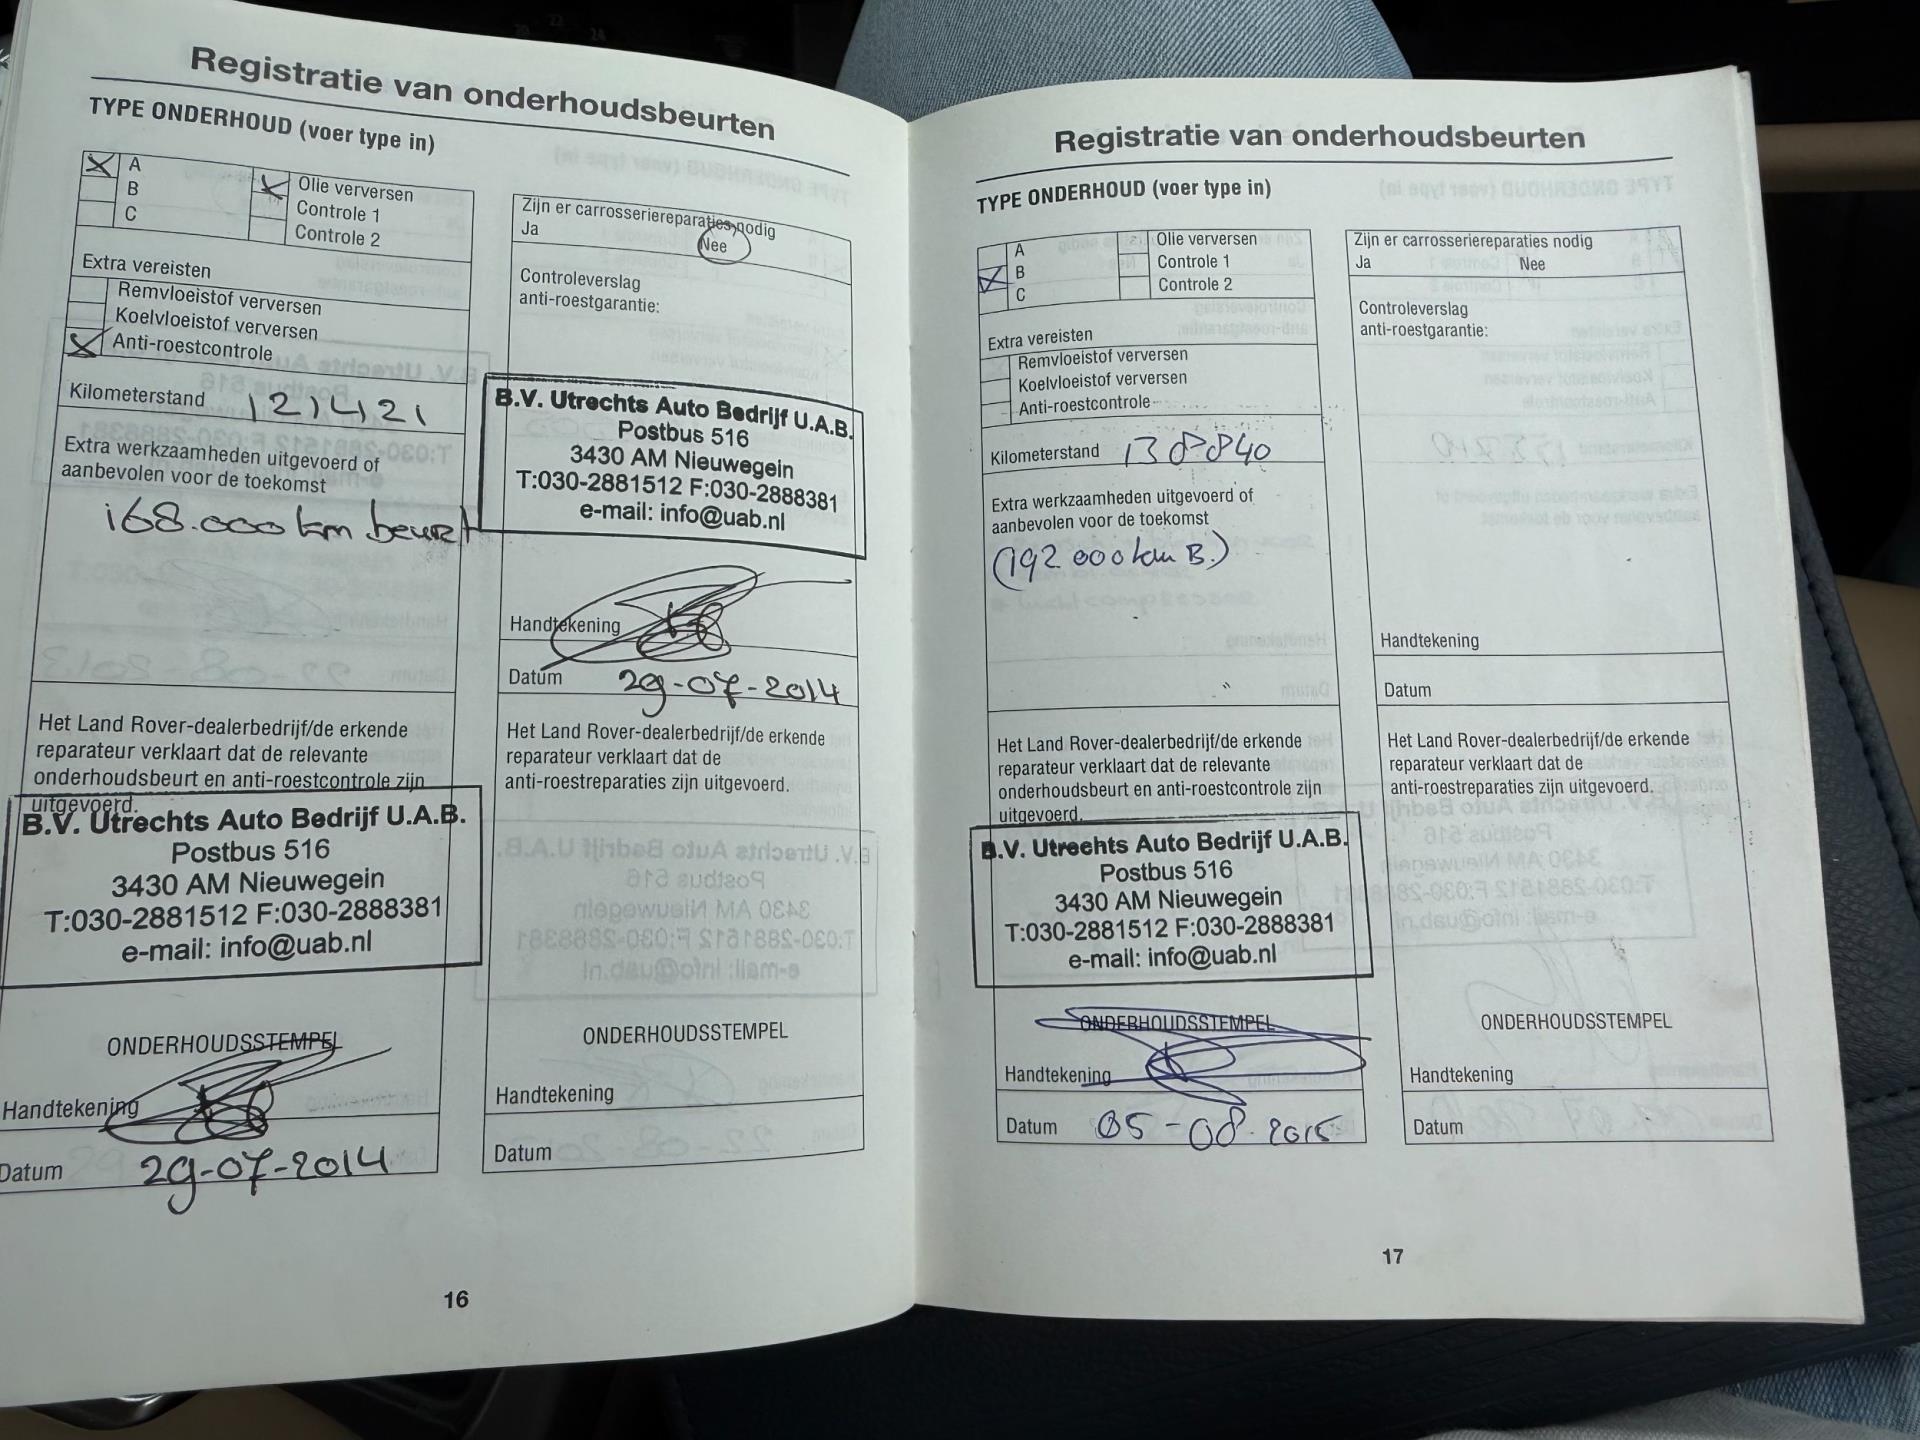 Registratie van onderhoudsbeurten
TYPE ONDERHOUD (voer type in)
A
B
C
Olie verversen
Controle 1
Controle 2
Extra vereisten
Remvloeistof verversen
Koelvloeistof verversen
Anti-roestcontrole
Kilometerstand 121421
Extra werkzaamheden uitgevoerd of
aanbevolen voor de toekomst
168.000 km beurt
Het Land Rover-dealerbedrijf/de erkende
reparateur verklaart dat de relevante
onderhoudsbeurt en anti-roestcontrole zijn
uitgevoerd.
B.V. Utrechts Auto Bedrijf U.A.B.
Postbus 516
3430 AM Nieuwegein
T:030-2881512 F:030-2888381
e-mail: info@uab.nl
ONDERHOUDSSTEMPEL
Handtekening
Datum 29-07-2014
Zijn er carrosseriereparaties nodig
Ja Nee
Controleverslag
anti-roestgarantie:
B.V. Utrechts Auto Bedrijf U.A.B.
Postbus 516
3430 AM Nieuwegein
T:030-2881512 F:030-2888381
e-mail: info@uab.nl
Handtekening
Datum 29-07-2014
Het Land Rover-dealerbedrijf/de erkende
reparateur verklaart dat de
anti-roestreparaties zijn uitgevoerd.
ONDERHOUDSSTEMPEL
Handtekening
Datum
16
Registratie van onderhoudsbeurten
TYPE ONDERHOUD (voer type in)
A
B
C
Olie verversen
Controle 1
Controle 2
Extra vereisten
Remvloeistof verversen
Koelvloeistof verversen
Anti-roestcontrole
Kilometerstand 138840
Extra werkzaamheden uitgevoerd of
aanbevolen voor de toekomst
(192 000 km B.)
Het Land Rover-dealerbedrijf/de erkende
reparateur verklaart dat de relevante
onderhoudsbeurt en anti-roestcontrole zijn
uitgevoerd.
B.V. Utrechts Auto Bedrijf U.A.B.
Postbus 516
3430 AM Nieuwegein
T:030-2881512 F:030-2888381
e-mail: info@uab.nl
ONDERHOUDSSTEMPEL
Handtekening
Datum 05-08-2015
Zijn er carrosseriereparaties nodig
Ja Nee
Controleverslag
anti-roestgarantie:
Handtekening
Datum
Het Land Rover-dealerbedrijf/de erkende
reparateur verklaart dat de
anti-roestreparaties zijn uitgevoerd.
ONDERHOUDSSTEMPEL
Handtekening
Datum
17